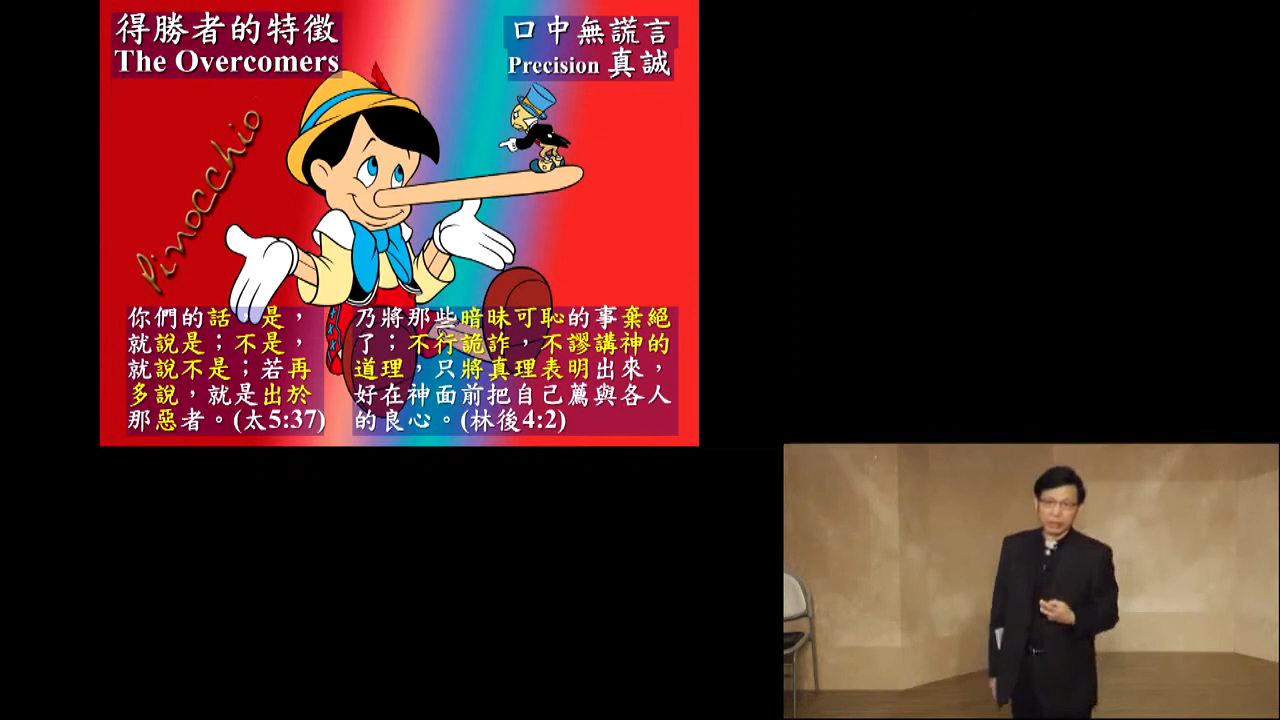 得勝者的特徵
The Overcomers
口中無謊言
Precision 真誠
Pinocchio
你們的話，是，
就說是；不是，
就說不是；若再
多說，就是出於
那惡者。(太5:37)
乃將那些暗昧可恥的事棄絕
了；不行詭詐，不謬講神的
道理，只將真理表明出來，
好在神面前把自己薦與各人
的良心。(林後4:2)